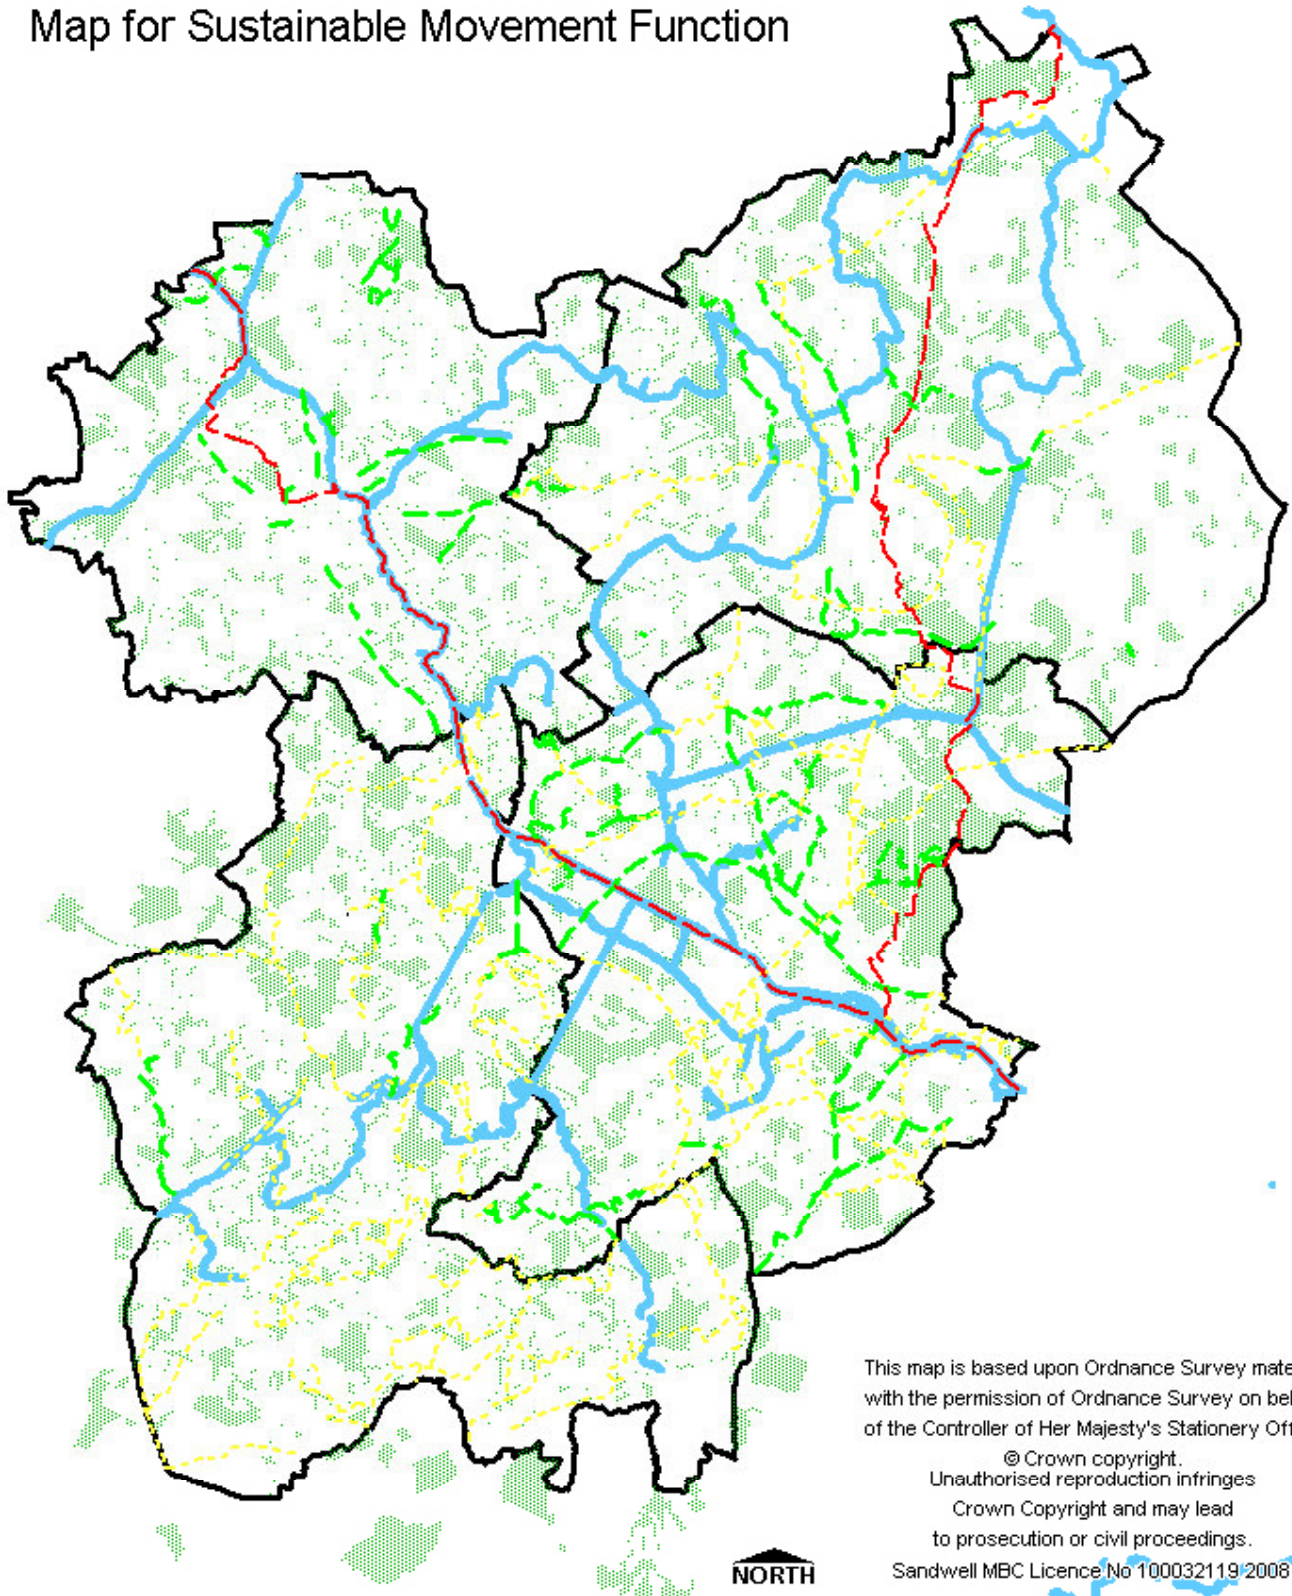 Map for Sustainable Movement Function
This map is based upon Ordnance Survey mate
with the permission of Ordnance Survey on bel
of the Controller of Her Majesty's Stationery Of
© Crown copyright.
Unauthorised reproduction infringes
Crown Copyright and may lead
to prosecution or civil proceedings.
Sandwell MBC Licence No 100032119 2008
NORTH